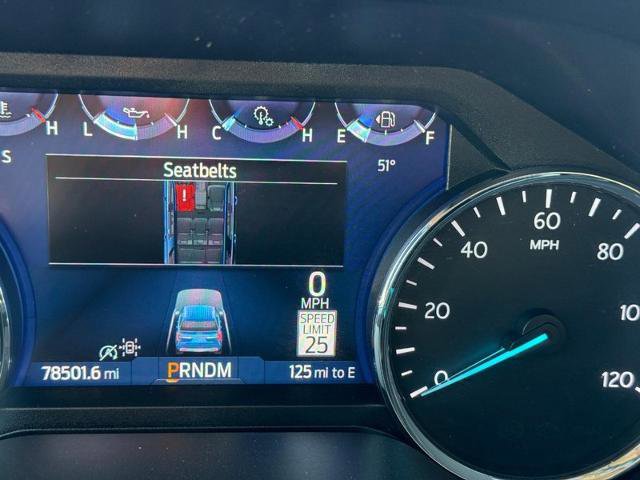 H L H C H E F
S
51°
Seatbelts
0
MPH
SPEED
LIMIT
25
78501.6 mi
PRNDM
125 mi to E
0 20 40 60 80 10 120
MPH